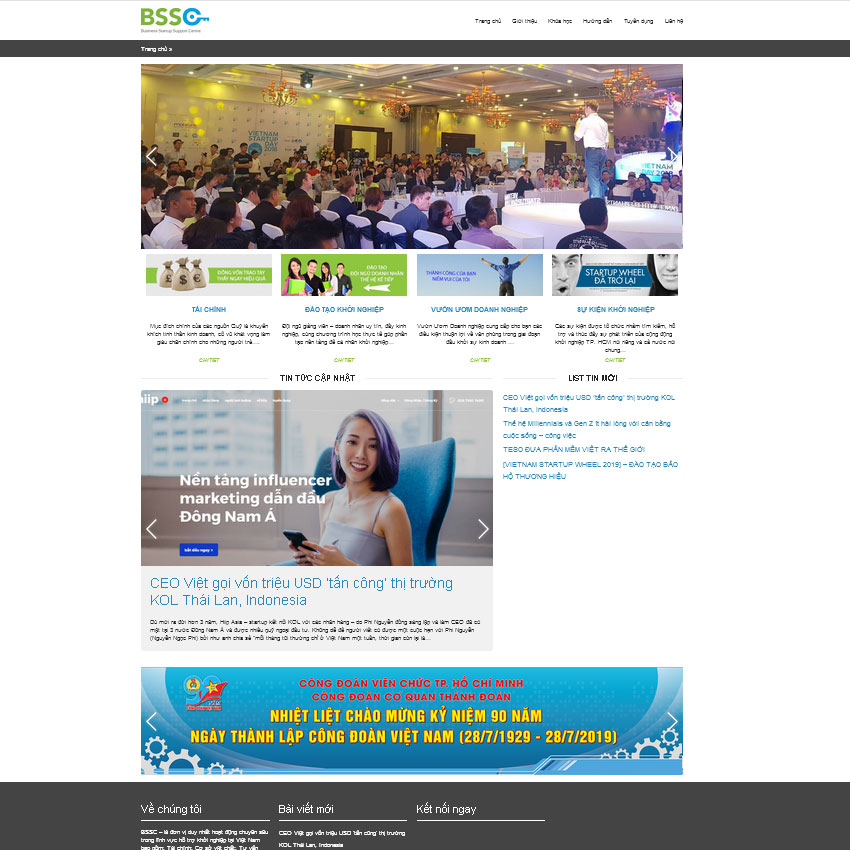 BSSC
Business Startup Support Centre
Trang chủ Giới thiệu Khóa học Hướng dẫn Tuyển dụng Liên hệ
Trang chủ »
VIETNAM STARTUP DAY 2018
VIETNAM
DAY 2018
ĐỒNG VỐN TRAO TAY
THẤY NGAY HIỆU QUẢ
ĐÀO TẠO
ĐỘI NGŨ DOANH NHÂN
THẾ HỆ KẾ TIẾP
THÀNH CÔNG CỦA BẠN
NIỀM VUI CỦA TÔI
STARTUP WHEEL
ĐÃ TRỞ LẠI
TÀI CHÍNH
Mục đích chính của các nguồn Quỹ là khuyến
khích tinh thần kinh doanh, cổ vũ khát vọng làm
giàu chân chính cho những người trẻ....
CHI TIẾT
ĐÀO TẠO KHỞI NGHIỆP
Đội ngũ giảng viên – doanh nhân uy tín, đầy kinh
nghiệp, cùng chương trình học thực tế góp phần
tạo nền tảng để cá nhân khởi nghiệp...
CHI TIẾT
VƯỜN ƯƠM DOANH NGHIỆP
Vườn Ươm Doanh nghiệp cung cấp cho bạn các
điều kiện thuận lợi về văn phòng trong giai đoạn
đầu khởi sự kinh doanh ....
CHI TIẾT
SỰ KIỆN KHỞI NGHIỆP
Các sự kiện được tổ chức nhằm tìm kiếm, hỗ
trợ và thúc đẩy sự phát triển của cộng động
khởi nghiệp TP. HCM nói riêng và cả nước nói
chung...
CHI TIẾT
TIN TỨC CẬP NHẬT
hiip
Nền tảng influencer
marketing dẫn đầu
Đông Nam Á
Bắt đầu ngay >
CEO Việt gọi vốn triệu USD 'tấn công' thị trường
KOL Thái Lan, Indonesia
Dù mới ra đời hơn 3 năm, Hiip Asia – startup kết nối KOL với các nhãn hàng – do Phi Nguyễn đồng sáng lập và làm CEO đã có
mặt tại 3 nước Đông Nam Á và được nhiều quỹ ngoại đầu tư. Không dễ để người viết có được một cuộc hẹn với Phi Nguyễn
(Nguyễn Ngọc Phi) bởi như anh chia sẻ "mỗi tháng tôi thường chỉ ở Việt Nam một tuần, thời gian còn lại là...
LIST TIN MỚI
CEO Việt gọi vốn triệu USD 'tấn công' thị trường KOL
Thái Lan, Indonesia
Thế hệ Millennials và Gen Z ít hài lòng với cân bằng
cuộc sống – công việc
TESO ĐƯA PHẦN MỀM VIỆT RA THẾ GIỚI
[VIETNAM STARTUP WHEEL 2019] – ĐÀO TẠO BẢO
HỘ THƯƠNG HIỆU
CÔNG ĐOÀN VIÊN CHỨC TP. HỒ CHÍ MINH
CÔNG ĐOÀN CƠ QUAN THÀNH ĐOÀN
NHIỆT LIỆT CHÀO MỪNG KỶ NIỆM 90 NĂM
NGÀY THÀNH LẬP CÔNG ĐOÀN VIỆT NAM (28/7/1929 - 28/7/2019)
Về chúng tôi
BSSC – là đơn vị duy nhất hoạt động chuyên sâu
trong lĩnh vực hỗ trợ khởi nghiệp tại Việt Nam
bao gồm: Tài chính; Cơ sở vật chất, Tư vấn
Bài viết mới
CEO Việt gọi vốn triệu USD 'tấn công' thị trường
KOL Thái Lan, Indonesia
Kết nối ngay